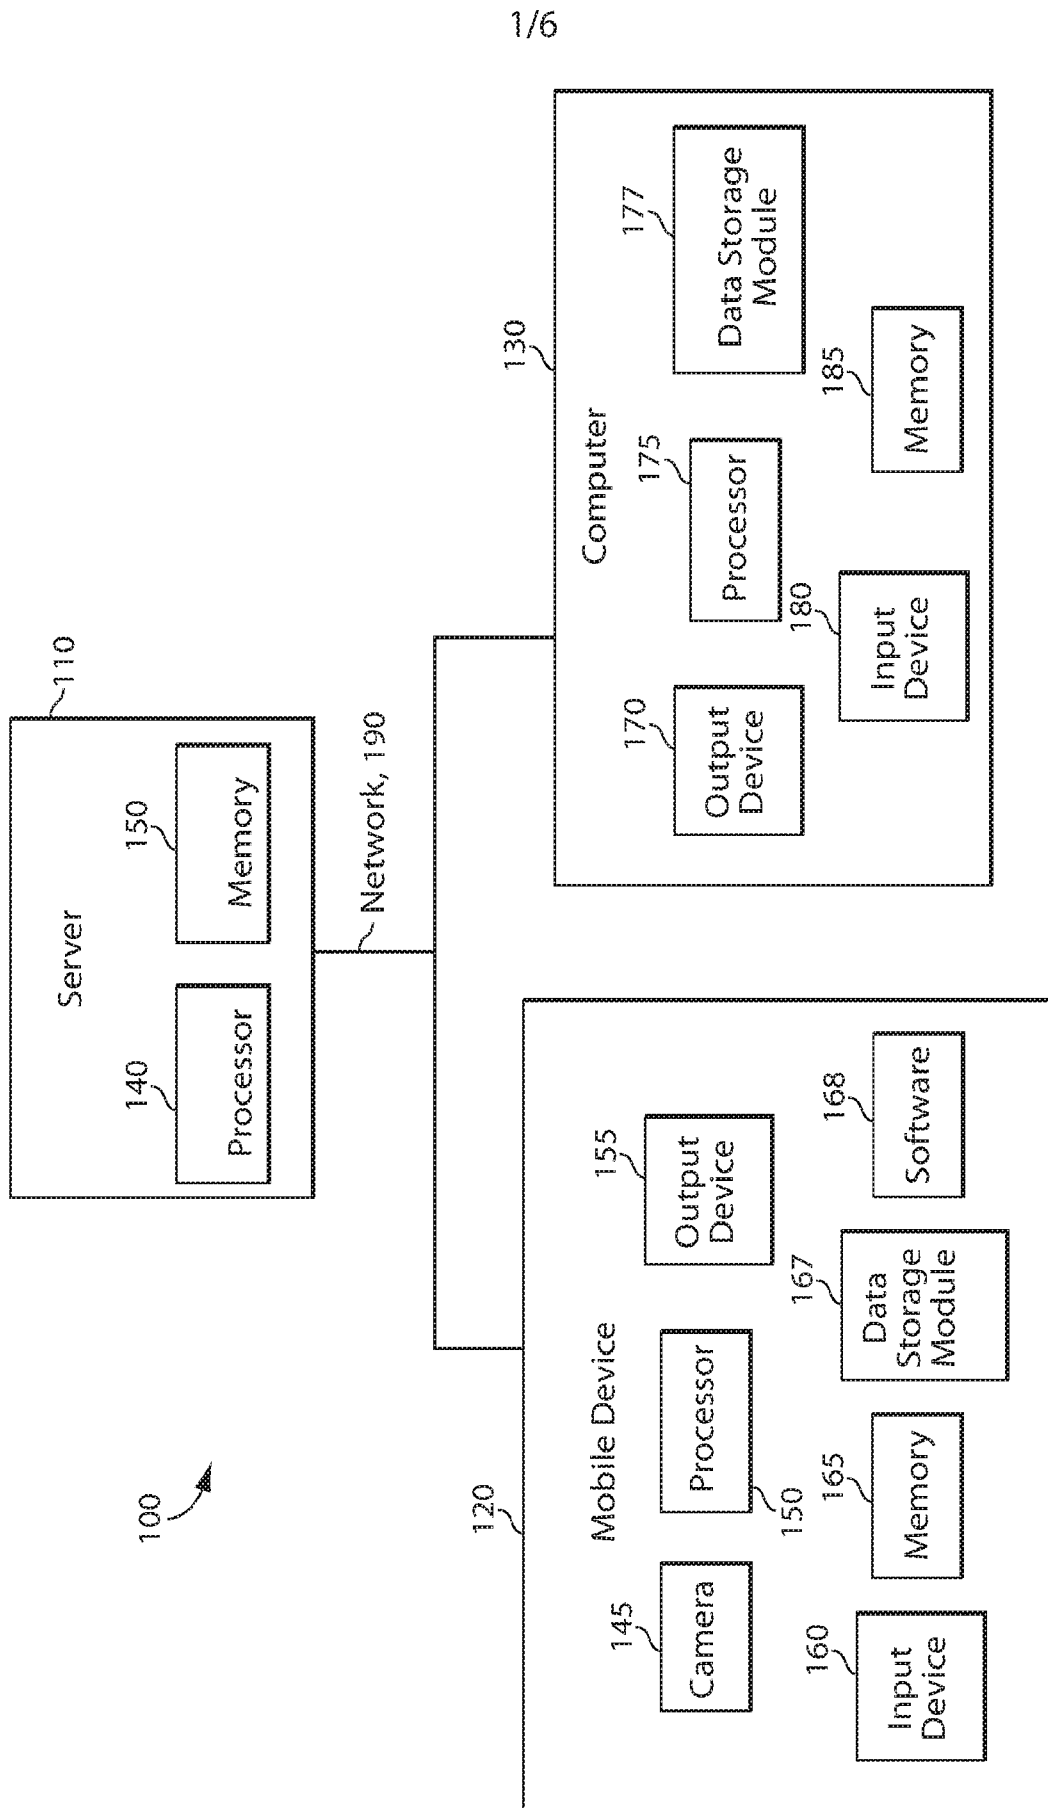 1/6
100
Server
110
140
Processor
150
Memory
Network, 190
120
Mobile Device
145
Camera
Processor
150
155
Output
Device
160
Input
Device
165
Memory
167
Data
Storage
Module
168
Software
130
Computer
170
Output
Device
175
Processor
177
Data Storage
Module
180
Input
Device
185
Memory